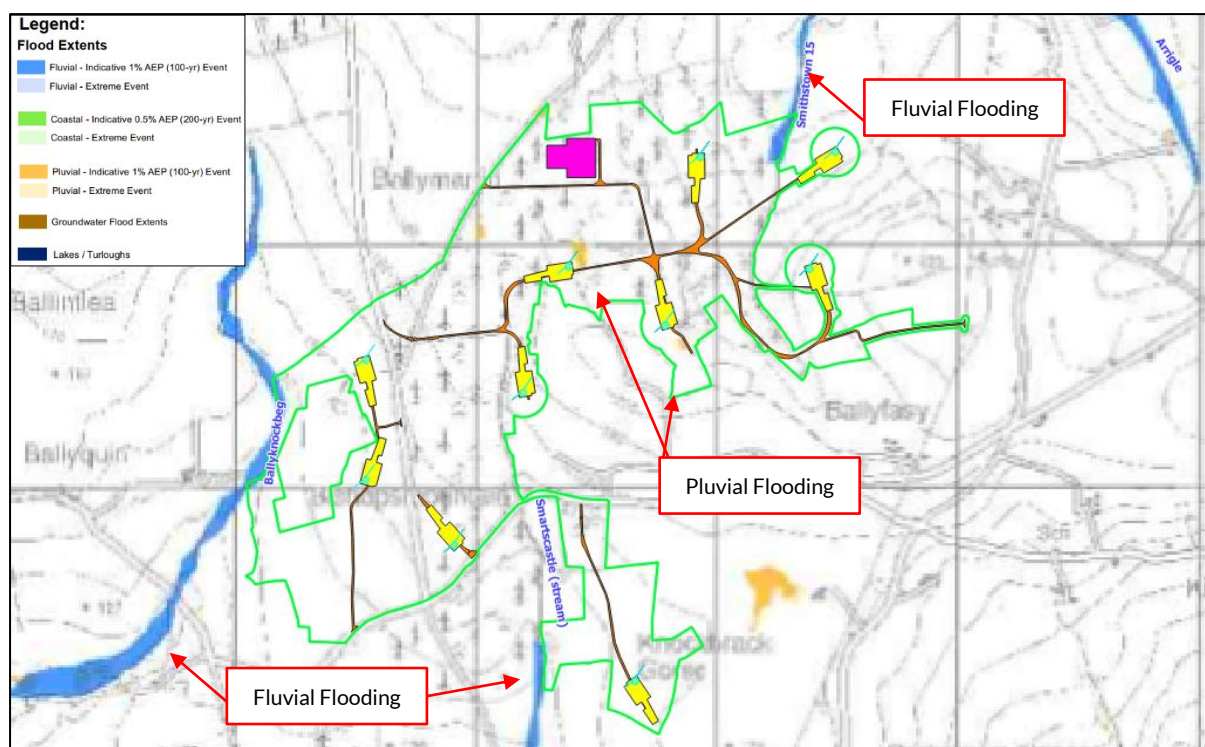 Legend:
Flood Extents
Fluvial - Indicative 1% AEP (100-yr) Event
Fluvial - Extreme Event
Coastal - Indicative 0.5% AEP (200-yr) Event
Coastal - Extreme Event
Pluvial - Indicative 1% AEP (100-yr) Event
Pluvial - Extreme Event
Groundwater Flood Extents
Lakes / Turloughs
Smithstown 15
Arrigle
Fluvial Flooding
Ballintlea
Ballyknockbeg
Ballyquin
Ballyfasy
Pluvial Flooding
Smartscastle (stream)
127
Fluvial Flooding